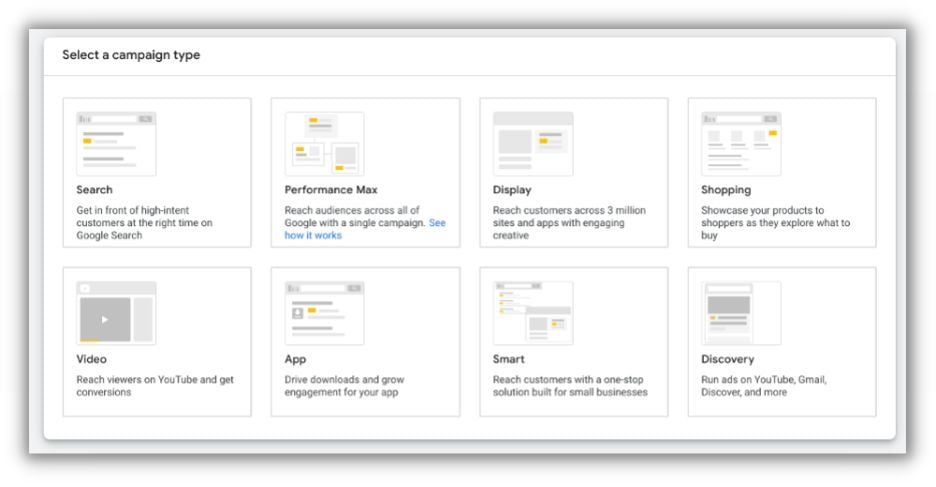 Select a campaign type
Search
Get in front of high-intent
customers at the right time on
Google Search
Performance Max
Reach audiences across all of
Google with a single campaign. See
how it works
Display
Reach customers across 3 million
sites and apps with engaging
creative
Shopping
Showcase your products to
shoppers as they explore what to
buy
Video
Reach viewers on YouTube and get
conversions
App
Drive downloads and grow
engagement for your app
Smart
Reach customers with a one-stop
solution built for small businesses
Discovery
Run ads on YouTube, Gmail,
Discover, and more